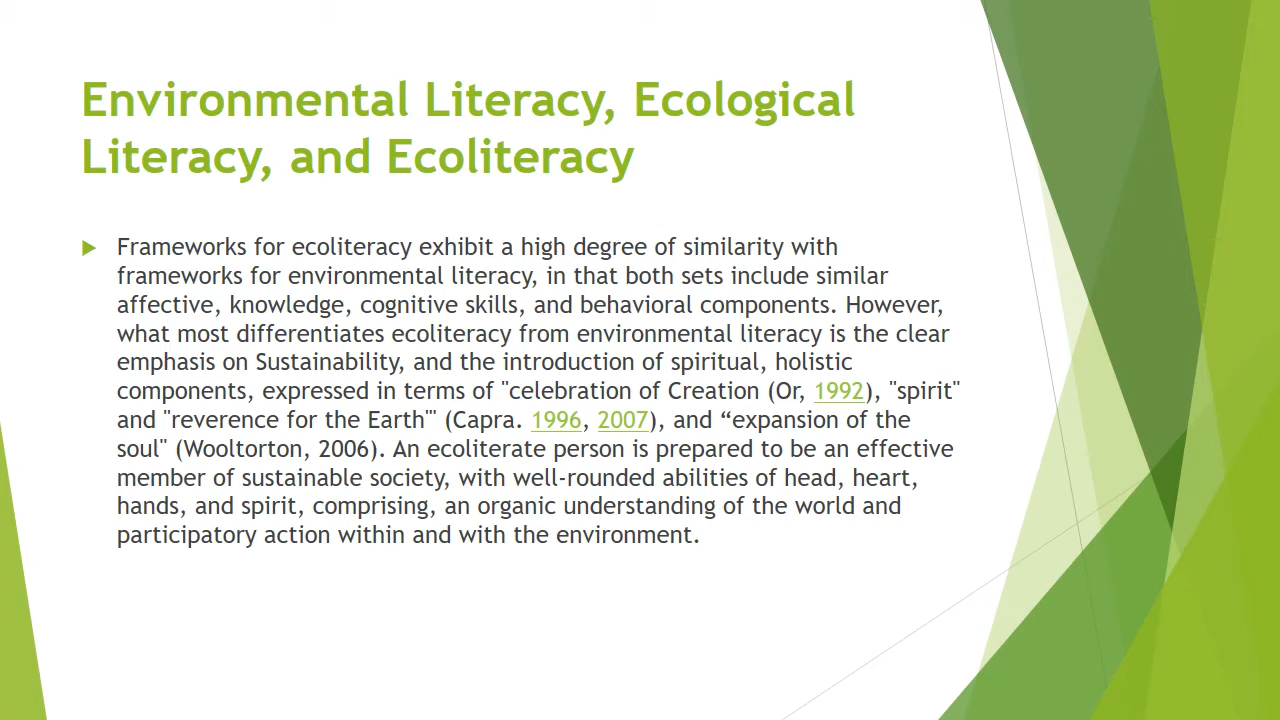 Environmental Literacy, Ecological
Literacy, and Ecoliteracy
Frameworks for ecoliteracy exhibit a high degree of similarity with
frameworks for environmental literacy, in that both sets include similar
affective, knowledge, cognitive skills, and behavioral components. However,
what most differentiates ecoliteracy from environmental literacy is the clear
emphasis on Sustainability, and the introduction of spiritual, holistic
components, expressed in terms of "celebration of Creation (Or, 1992), "spirit"
and "reverence for the Earth'" (Capra. 1996, 2007), and “expansion of the
soul" (Wooltorton, 2006). An ecoliterate person is prepared to be an effective
member of sustainable society, with well-rounded abilities of head, heart,
hands, and spirit, comprising, an organic understanding of the world and
participatory action within and with the environment.